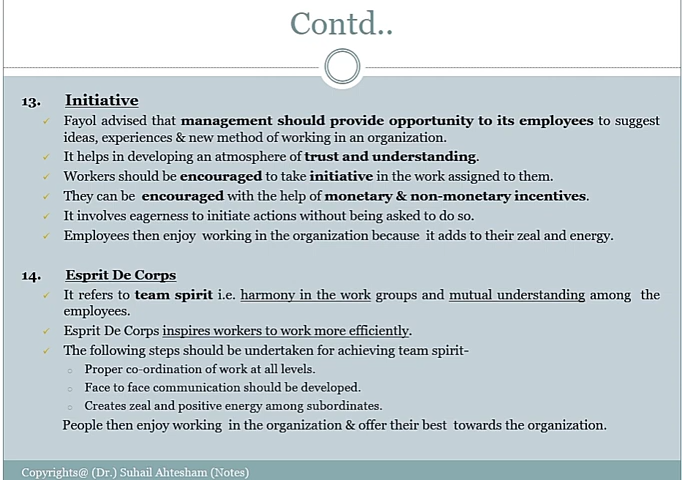 Contd..
13. Initiative
✓ Fayol advised that management should provide opportunity to its employees to suggest
ideas, experiences & new method of working in an organization.
✓ It helps in developing an atmosphere of trust and understanding.
✓ Workers should be encouraged to take initiative in the work assigned to them.
✓ They can be encouraged with the help of monetary & non-monetary incentives.
✓ It involves eagerness to initiate actions without being asked to do so.
✓ Employees then enjoy working in the organization because it adds to their zeal and energy.
14. Esprit De Corps
✓ It refers to team spirit i.e. harmony in the work groups and mutual understanding among the
employees.
✓ Esprit De Corps inspires workers to work more efficiently.
✓ The following steps should be undertaken for achieving team spirit-
○ Proper co-ordination of work at all levels.
○ Face to face communication should be developed.
○ Creates zeal and positive energy among subordinates.
People then enjoy working in the organization & offer their best towards the organization.
Copyrights@ (Dr.) Suhail Ahtesham (Notes)